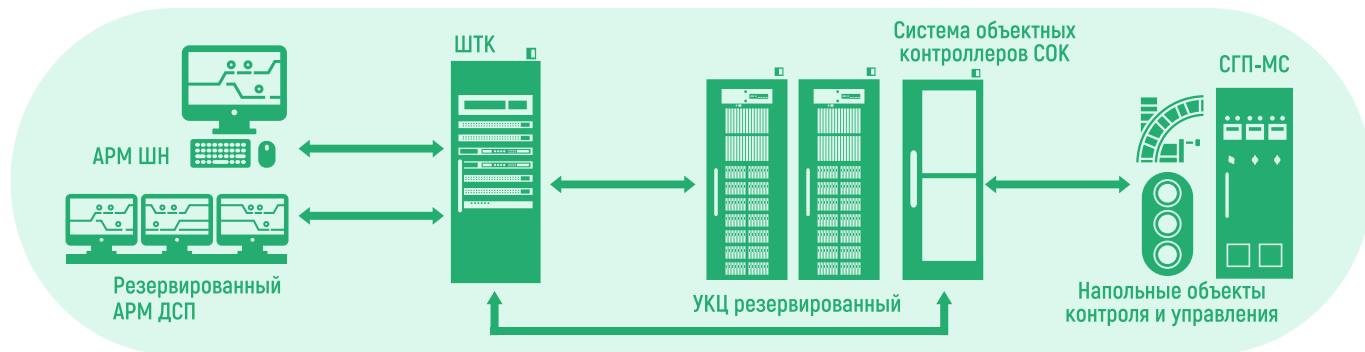 АРМ ШН
Резервированный
АРМ ДСП
ШТК
УКЦ резервированный
Система объектных
контроллеров СОК
СГП-МС
Напольные объекты
контроля и управления